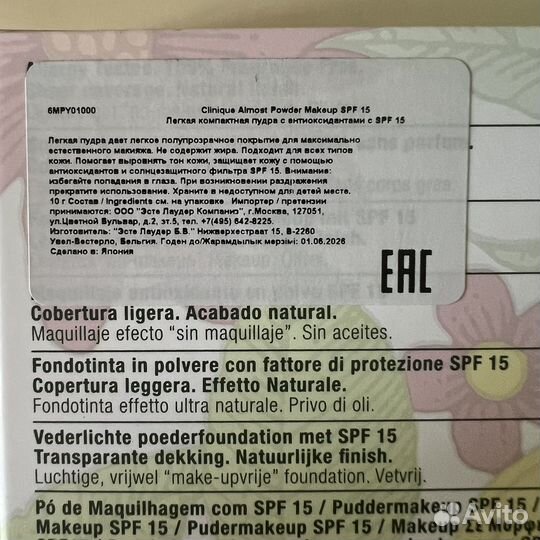 6MPY01000
Clinique Almost Powder Makeup SPF 15
Легкая компактная пудра с антиоксидантами с SPF 15
Легкая пудра дает легкое полупрозрачное покрытие для максимально
естественного макияжа. Не содержит жира. Подходит для всех типов
кожи. Помогает выровнять тон кожи, защищает кожу с помощью
антиоксидантов и солнцезащитного фильтра SPF 15. Внимание:
избегайте попадания в глаза. При возникновении раздражения
прекратите использование. Храните в недоступном для детей месте.
10 г Состав / Ingredients см. на упаковке Импортер / претензии
принимаются: ООО "Эсте Лаудер Компаниз", г.Москва, 127051,
ул.Цветной Бульвар, д.2, эт.5, тел. +7(495) 642-8225.
Изготовитель: "Эсте Лаудер Б.В." Нижверхестраат 15, В-2260
Увел-Вестерло, Бельгия. Годен до/Жарамдылық мерзімі: 01.06.2026
Сделано в: Япония
EAC
Cobertura ligera. Acabado natural.
Maquillaje efecto "sin maquillaje". Sin aceites.
Fondotinta in polvere con fattore di protezione SPF 15
Copertura leggera. Effetto Naturale.
Fondotinta effetto ultra naturale. Privo di oli.
Vederlichte poederfoundation met SPF 15
Transparante dekking. Natuurlijke finish.
Luchtige, vrijwel "make-upvrije" foundation. Vetvrij.
Pó de Maquilhagem com SPF 15 / Puddermakeup SPF 15 /
Makeup SPF 15 / Pudermakeup SPF 15 /
Avito